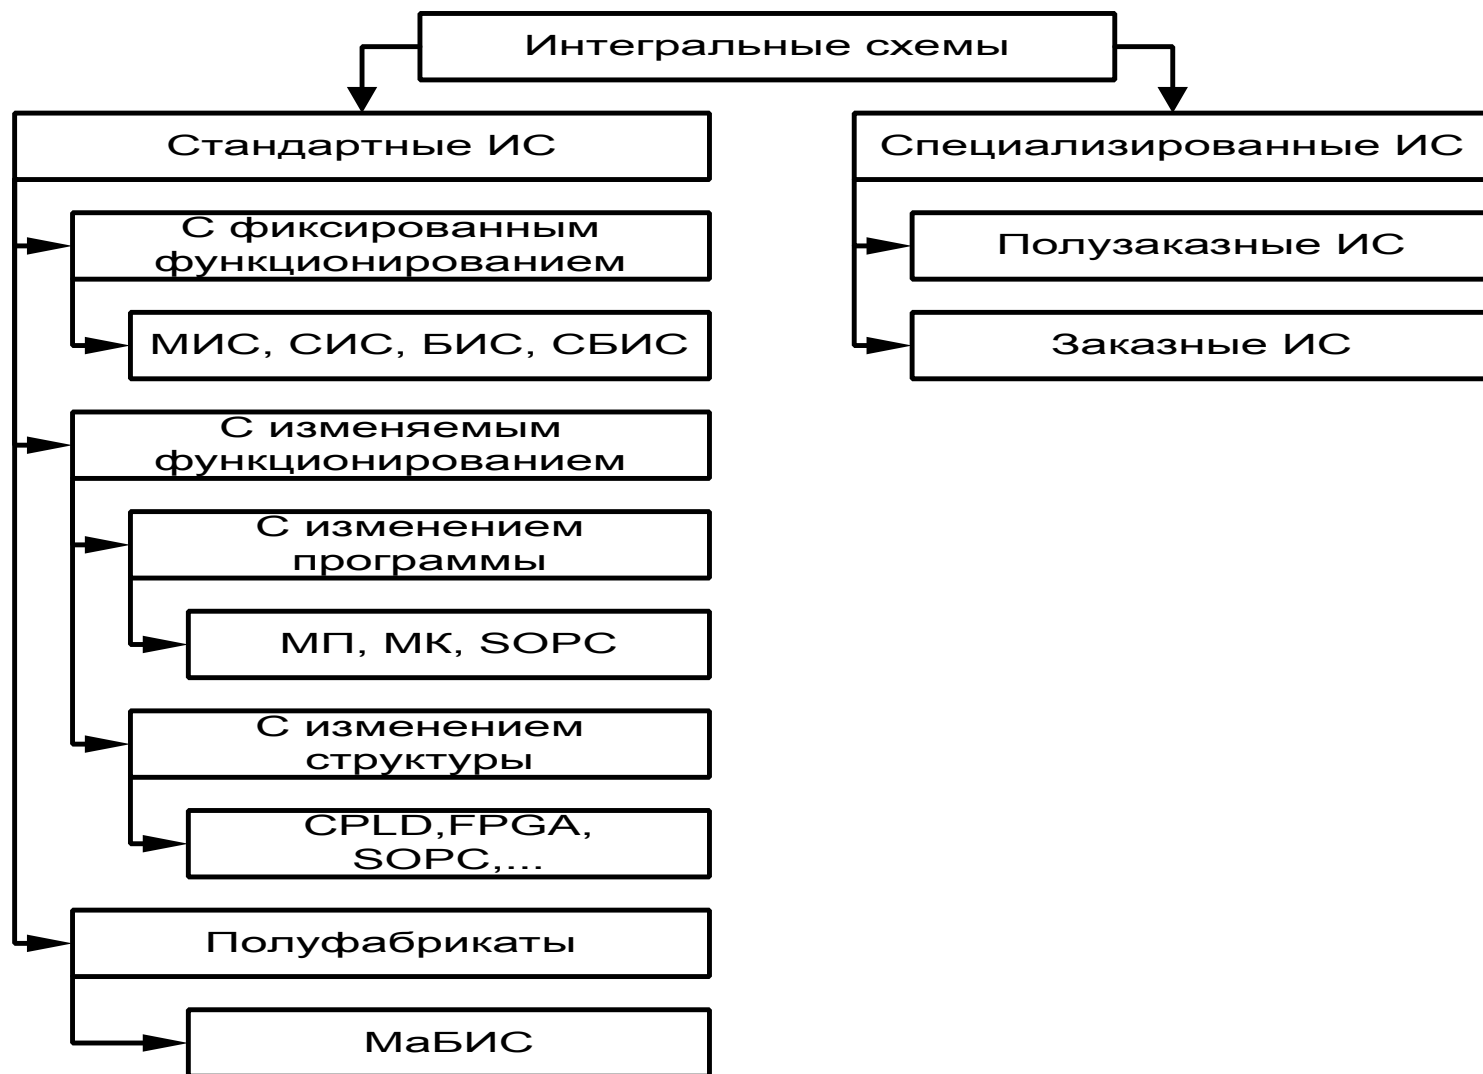 Интегральные схемы
Стандартные ИС
С фиксированным
функционированием
МИС, СИС, БИС, СБИС
С изменяемым
функционированием
С изменением
программы
МП, МК, SOPC
С изменением
структуры
CPLD,FPGA,
SOPC,...
Полуфабрикаты
МаБИС
Специализированные ИС
Полузаказные ИС
Заказные ИС